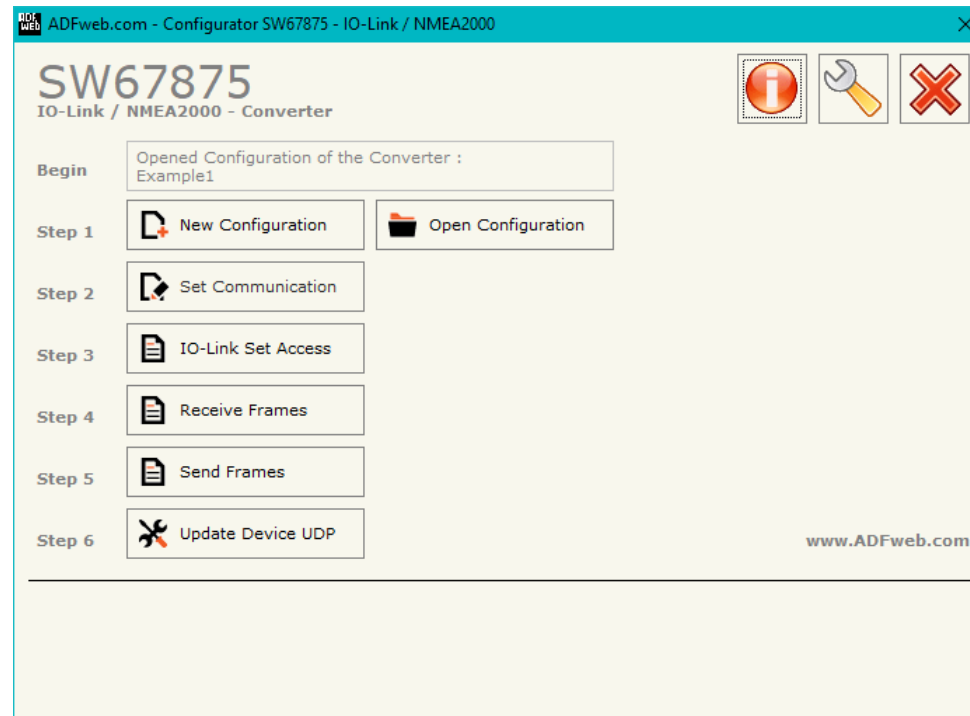 ADF WEB ADFweb.com - Configurator SW67875 - IO-Link / NMEA2000
SW67875
IO-Link / NMEA2000 - Converter
Begin
Opened Configuration of the Converter :
Example1
Step 1 New Configuration Open Configuration
Step 2 Set Communication
Step 3 IO-Link Set Access
Step 4 Receive Frames
Step 5 Send Frames
Step 6 Update Device UDP
www.ADFweb.com